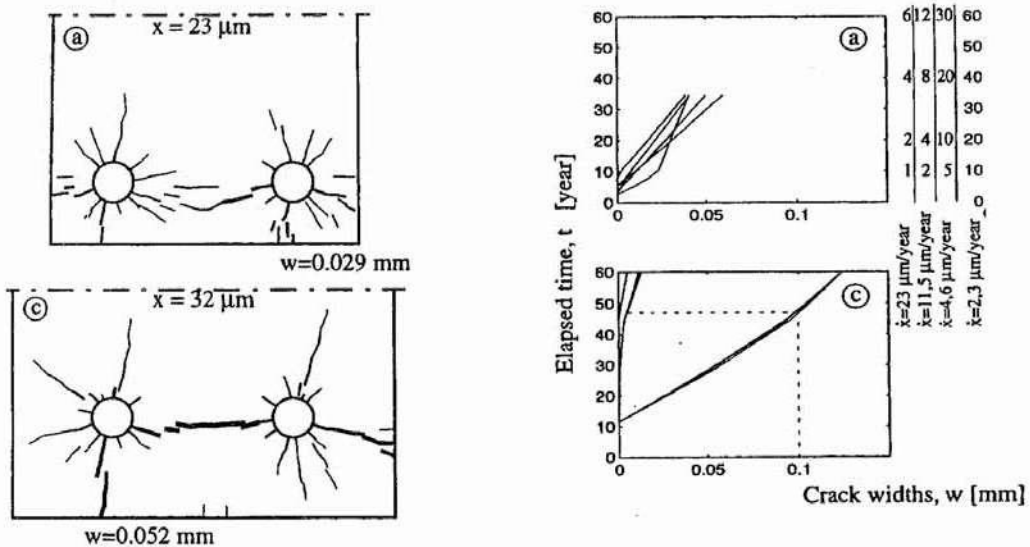 ⓐ
x = 23 µm
w=0.029 mm
ⓒ
x = 32 µm
w=0.052 mm
Elapsed time, t [year]
60
50
40
30
20
10
0
0
0.05
0.1
ⓐ
6 12 30 60
50
4 8 20 40
30
2 4 10 20
1 2 5 10
0
ẋ=23 µm/year
ẋ=11,5 µm/year
ẋ=4,6 µm/year
ẋ=2,3 µm/year
60
50
40
30
20
10
0
0
0.05
0.1
ⓒ
Crack widths, w [mm]